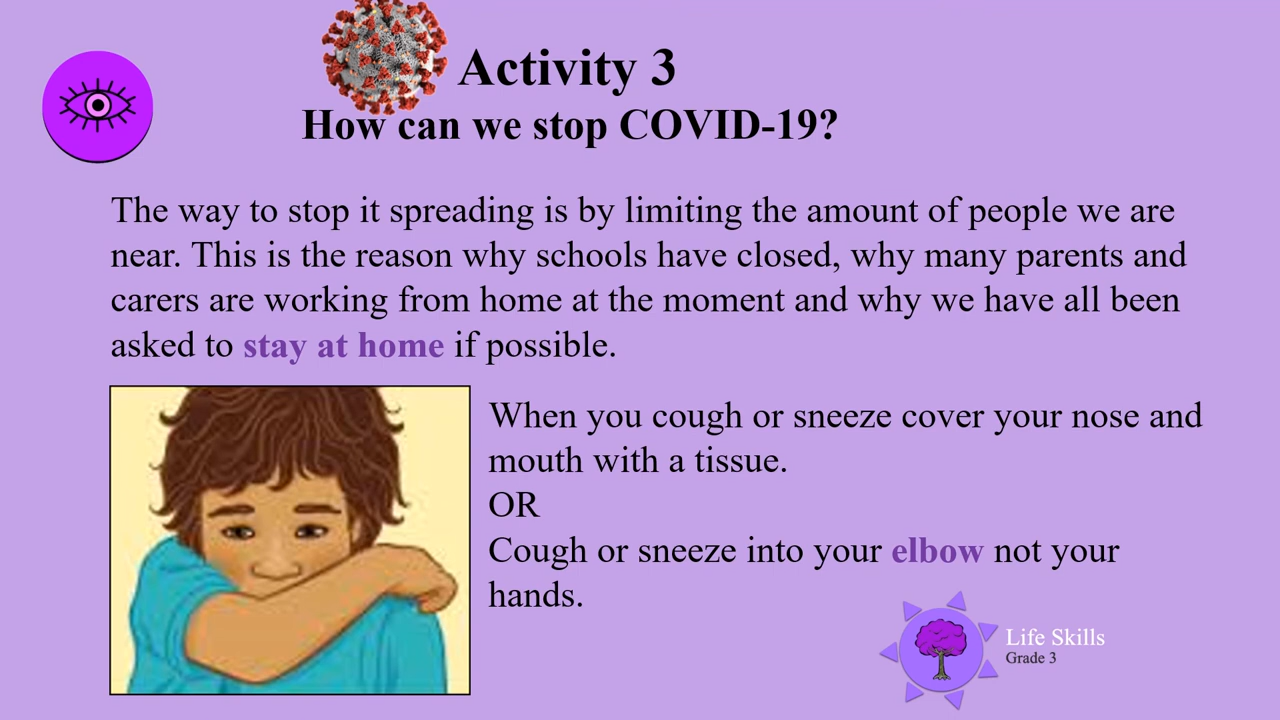 Activity 3
How can we stop COVID-19?
The way to stop it spreading is by limiting the amount of people we are
near. This is the reason why schools have closed, why many parents and
carers are working from home at the moment and why we have all been
asked to stay at home if possible.
When you cough or sneeze cover your nose and
mouth with a tissue.
OR
Cough or sneeze into your elbow not your
hands.
Life Skills
Grade 3